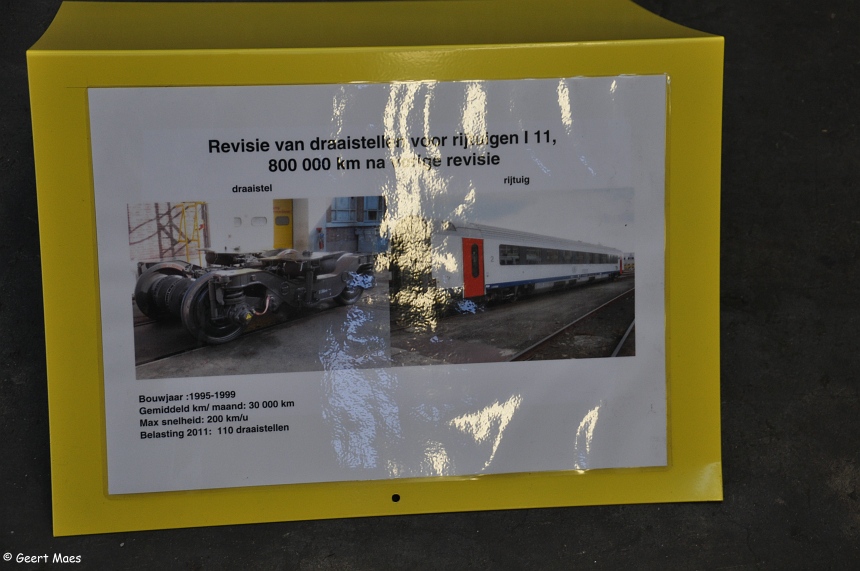 Revisie van draaistellen voor rijtuigen I 11,
800 000 km na vorige revisie
draaistel
rijtuig
Bouwjaar :1995-1999
Gemiddeld km/ maand: 30 000 km
Max snelheid: 200 km/u
Belasting 2011: 110 draaistellen
© Geert Maes